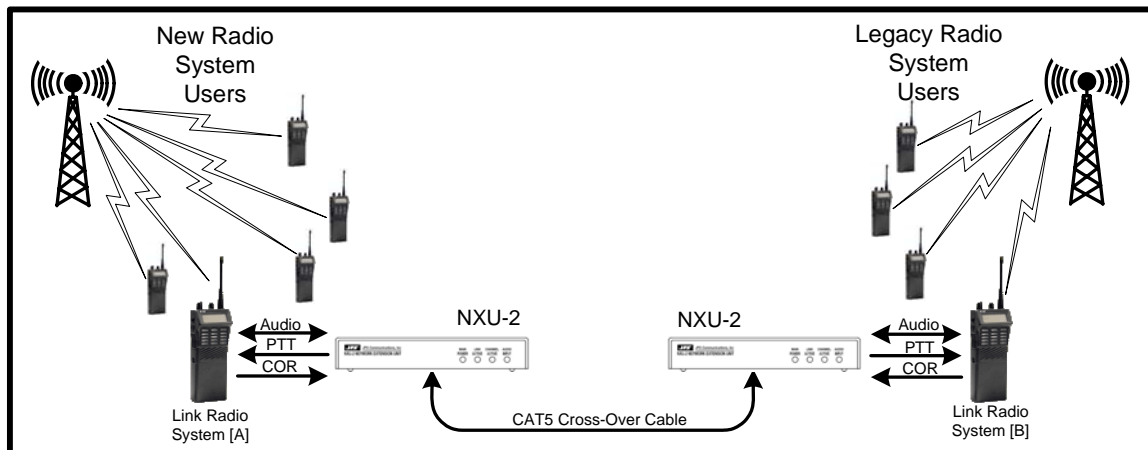 New Radio
System
Users
Legacy Radio
System
Users
NXU-2
NXU-2
Audio
PTT
COR
Audio
PTT
COR
Link Radio
System [A]
CAT5 Cross-Over Cable
Link Radio
System [B]